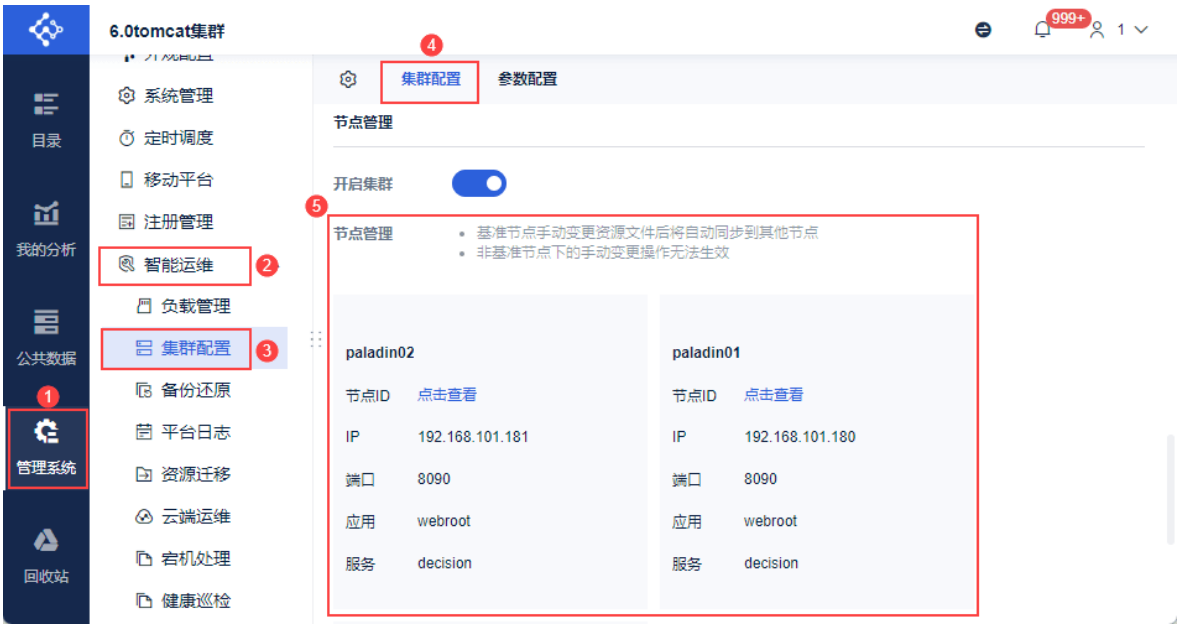 6.0tomcat集群
999+
1
目录
我的分析
公共数据
1
管理系统
回收站
外观配置
系统管理
定时调度
移动平台
注册管理
智能运维
2
负载管理
集群配置
3
备份还原
平台日志
资源迁移
云端运维
宕机处理
健康巡检
4
集群配置
参数配置
节点管理
开启集群
5
节点管理
基准节点手动变更资源文件后将自动同步到其他节点
非基准节点下的手动变更操作无法生效
paladin02
节点ID 点击查看
IP 192.168.101.181
端口 8090
应用 webroot
服务 decision
paladin01
节点ID 点击查看
IP 192.168.101.180
端口 8090
应用 webroot
服务 decision